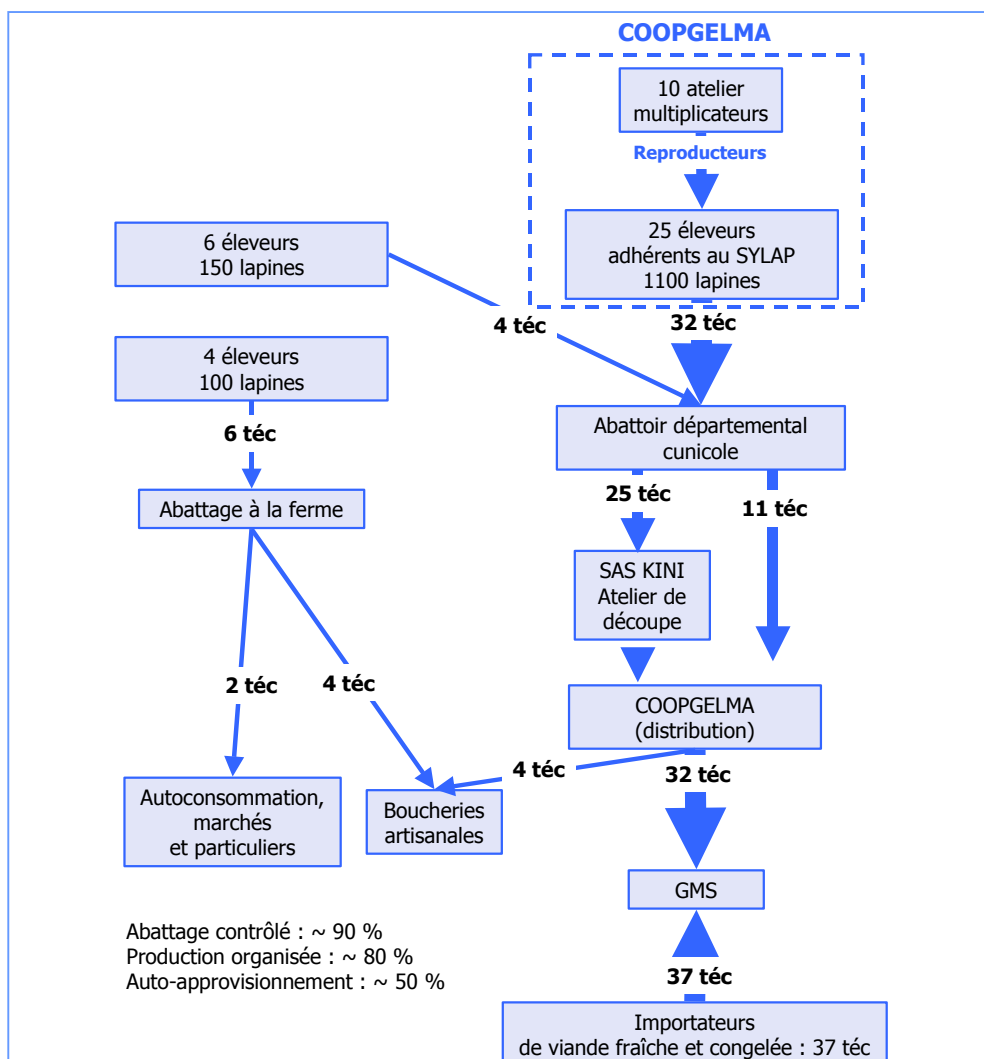 COOPGELMA
10 atelier
multiplicateurs
Reproducteurs
25 éleveurs
adhérents au SYLAP
1100 lapines
6 éleveurs
150 lapines
4 téc
32 téc
4 éleveurs
100 lapines
6 téc
Abattoir départemental
cunicole
Abattage à la ferme
25 téc
11 téc
SAS KINI
Atelier de
découpe
2 téc
4 téc
COOPGELMA
(distribution)
4 téc
32 téc
Autoconsommation,
marchés
et particuliers
Boucheries
artisanales
GMS
Abattage contrôlé : ~ 90 %
Production organisée : ~ 80 %
Auto-approvisionnement : ~ 50 %
37 téc
Importateurs
de viande fraîche et congelée : 37 téc